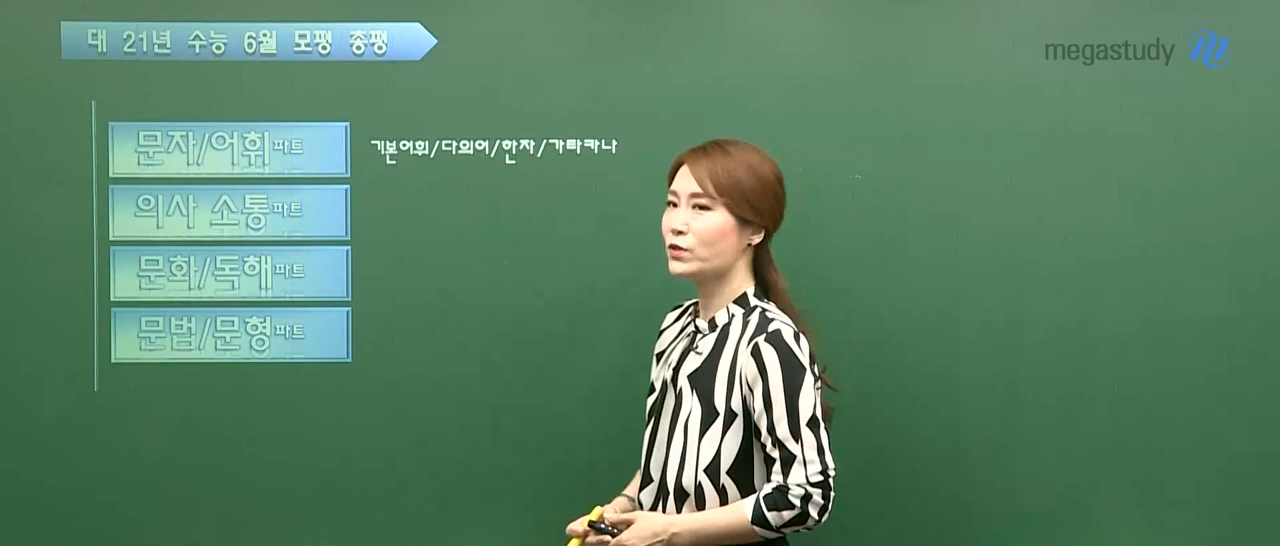 대 21년 수능 6월 모평 총평
megastudy
문자/어휘파트
기본어휘/다의어/한자/가타카나
의사 소통파트
문화/독해파트
문법/문형파트